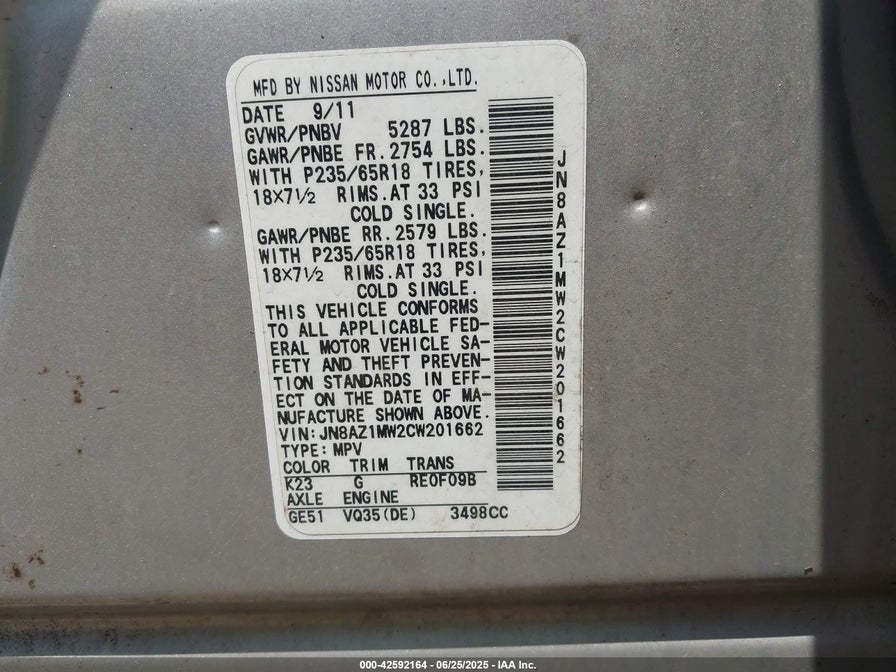 MFD BY NISSAN MOTOR CO.,LTD.
DATE 9/11
GVWR/PNBV 5287 LBS.
GAWR/PNBE FR. 2754 LBS.
WITH P235/65R18 TIRES,
18×7½ RIMS.AT 33 PSI
COLD SINGLE.
GAWR/PNBE RR. 2579 LBS.
WITH P235/65R18 TIRES,
18×7½ RIMS.AT 33 PSI
COLD SINGLE.
THIS VEHICLE CONFORMS
TO ALL APPLICABLE FED-
ERAL MOTOR VEHICLE SA-
FETY AND THEFT PREVEN-
TION STANDARDS IN EFF-
ECT ON THE DATE OF MA-
NUFACTURE SHOWN ABOVE.
VIN: JN8AZ1MW2CW201662
TYPE: MPV
COLOR TRIM TRANS
K23 G RE0F09B
AXLE ENGINE
GE51 VQ35(DE) 3498CC
JN8AZ1MW2CW201662
000-42592164 - 06/25/2025 - IAA Inc.